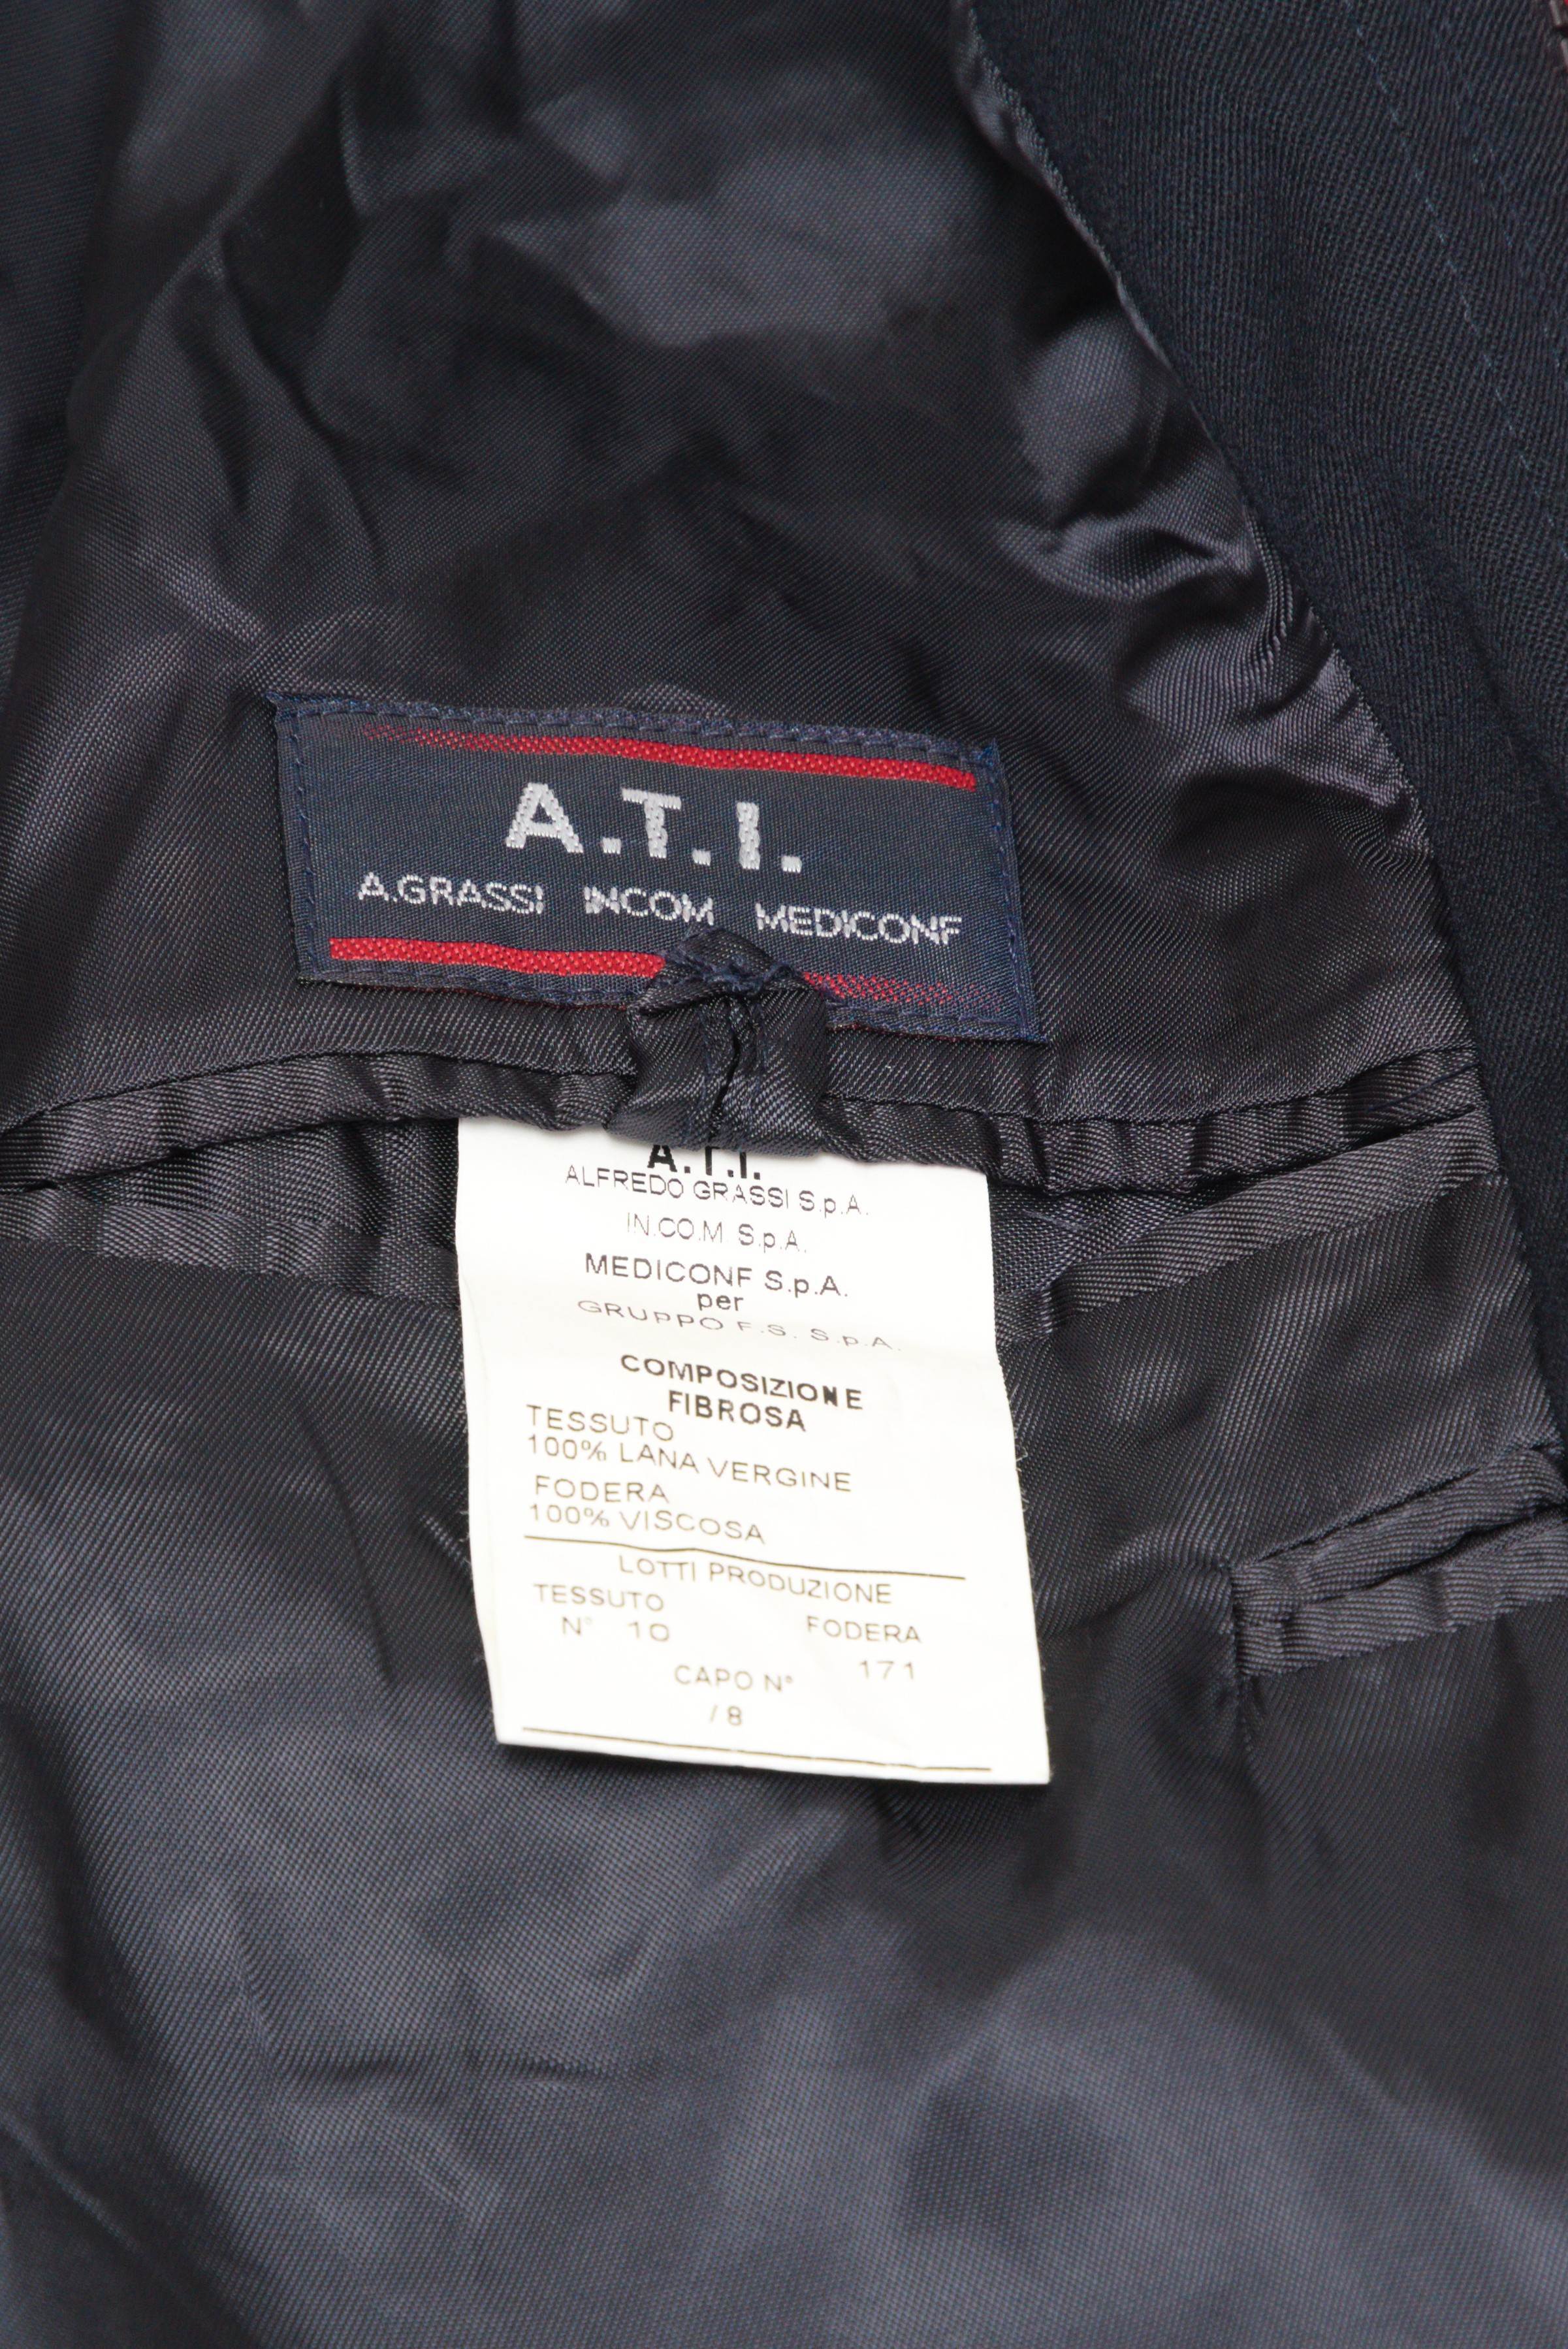 A.T.I.
A.GRASSI INCOM MEDICONF
A.T.I.
ALFREDO GRASSI S.p.A.
IN.CO.M S.p.A.
MEDICONF S.p.A.
per
GRUPPO F.S. S.p.A.
COMPOSIZIONE
FIBROSA
TESSUTO
100% LANA VERGINE
FODERA
100% VISCOSA
LOTTI PRODUZIONE
TESSUTO FODERA
N° 10 171
CAPO N°
/ 8